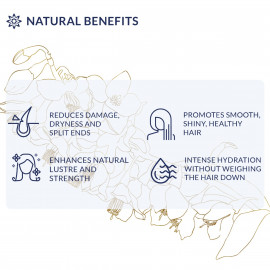 NATURAL BENEFITS
REDUCES DAMAGE,
DRYNESS AND
SPLIT ENDS
PROMOTES SMOOTH,
SHINY, HEALTHY
HAIR
ENHANCES NATURAL
LUSTRE AND
STRENGTH
INTENSE HYDRATION
WITHOUT WEIGHING
THE HAIR DOWN